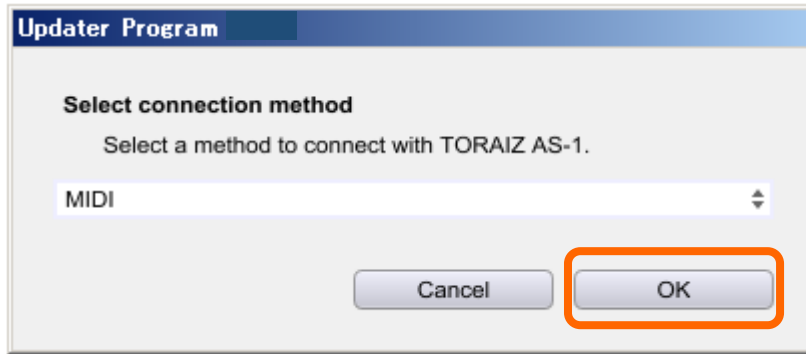 Updater Program
Select connection method
Select a method to connect with TORAIZ AS-1.
MIDI
Cancel OK